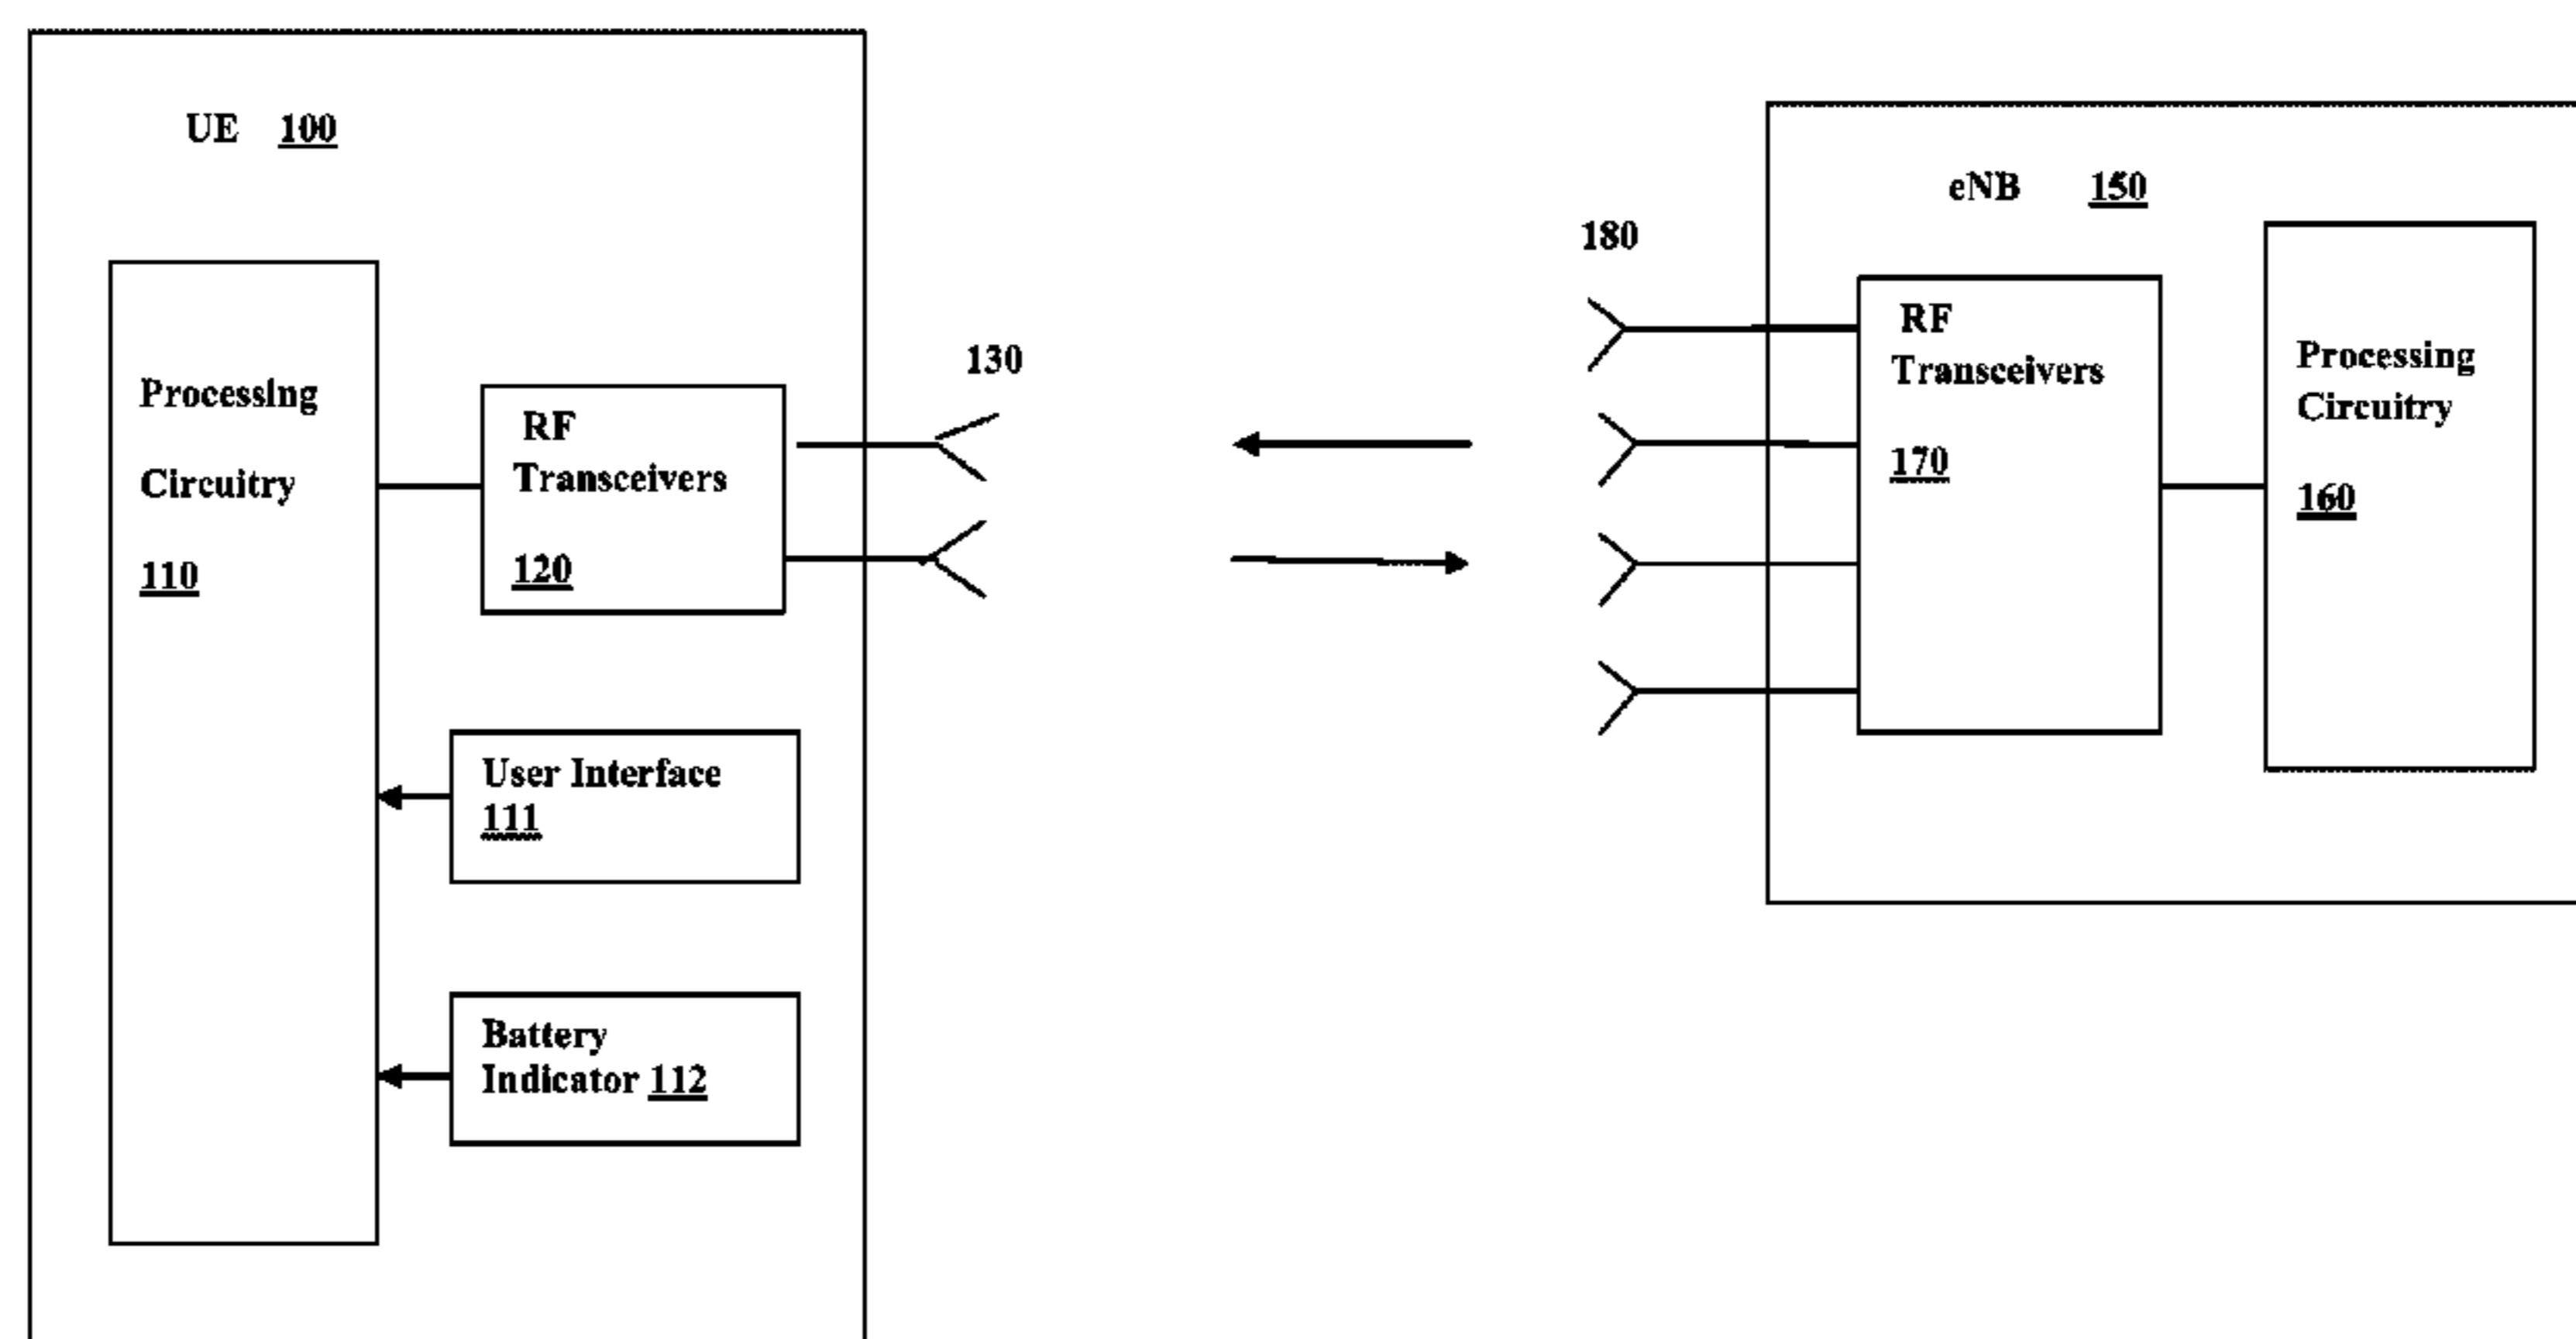 UE 100
Processing
Circuitry
110
RF
Transceivers
120
130
User Interface
111
Battery
Indicator 112
180
eNB 150
RF
Transceivers
170
Processing
Circuitry
160